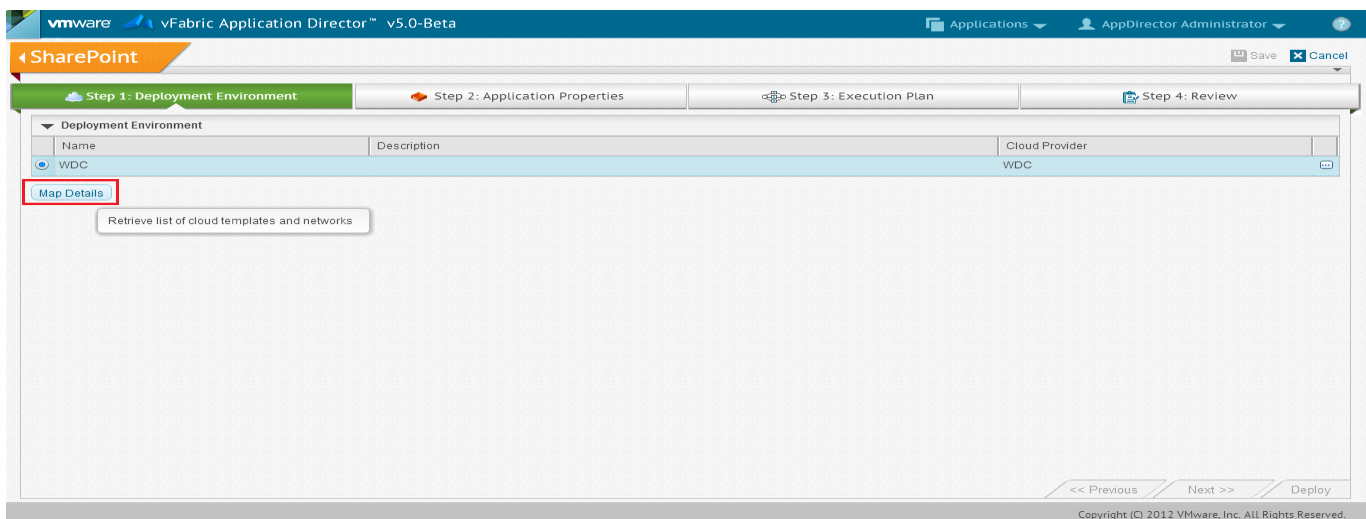 vmware vFabric Application Director™ v5.0-Beta Applications AppDirector Administrator ?
SharePoint Save Cancel
Step 1: Deployment Environment Step 2: Application Properties Step 3: Execution Plan Step 4: Review
Deployment Environment
Name Description Cloud Provider
WDC WDC
Map Details
Retrieve list of cloud templates and networks
<< Previous Next >> Deploy
Copyright (C) 2012 VMware, Inc. All Rights Reserved.